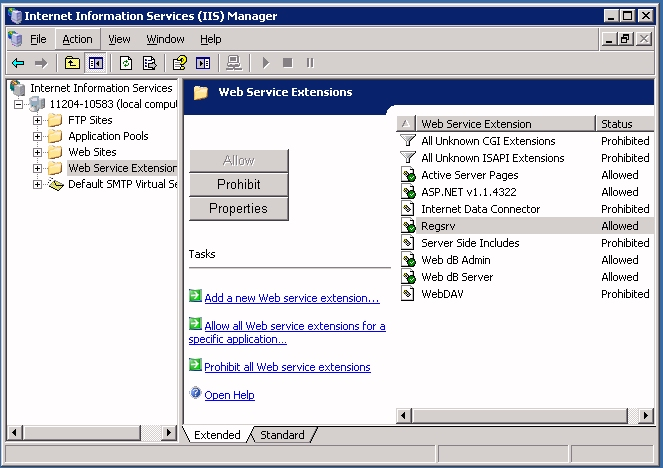 Internet Information Services (IIS) Manager
File Action View Window Help
Internet Information Services
11204-10583 (local comput
FTP Sites
Application Pools
Web Sites
Web Service Extension
Default SMTP Virtual Se
Web Service Extensions
Allow
Prohibit
Properties
Tasks
Add a new Web service extension...
Allow all Web service extensions for a
specific application...
Prohibit all Web service extensions
Open Help
Web Service Extension Status
All Unknown CGI Extensions Prohibited
All Unknown ISAPI Extensions Prohibited
Active Server Pages Allowed
ASP.NET v1.1.4322 Allowed
Internet Data Connector Prohibited
Regsrv Allowed
Server Side Includes Prohibited
Web dB Admin Allowed
Web dB Server Allowed
WebDAV Prohibited
Extended Standard